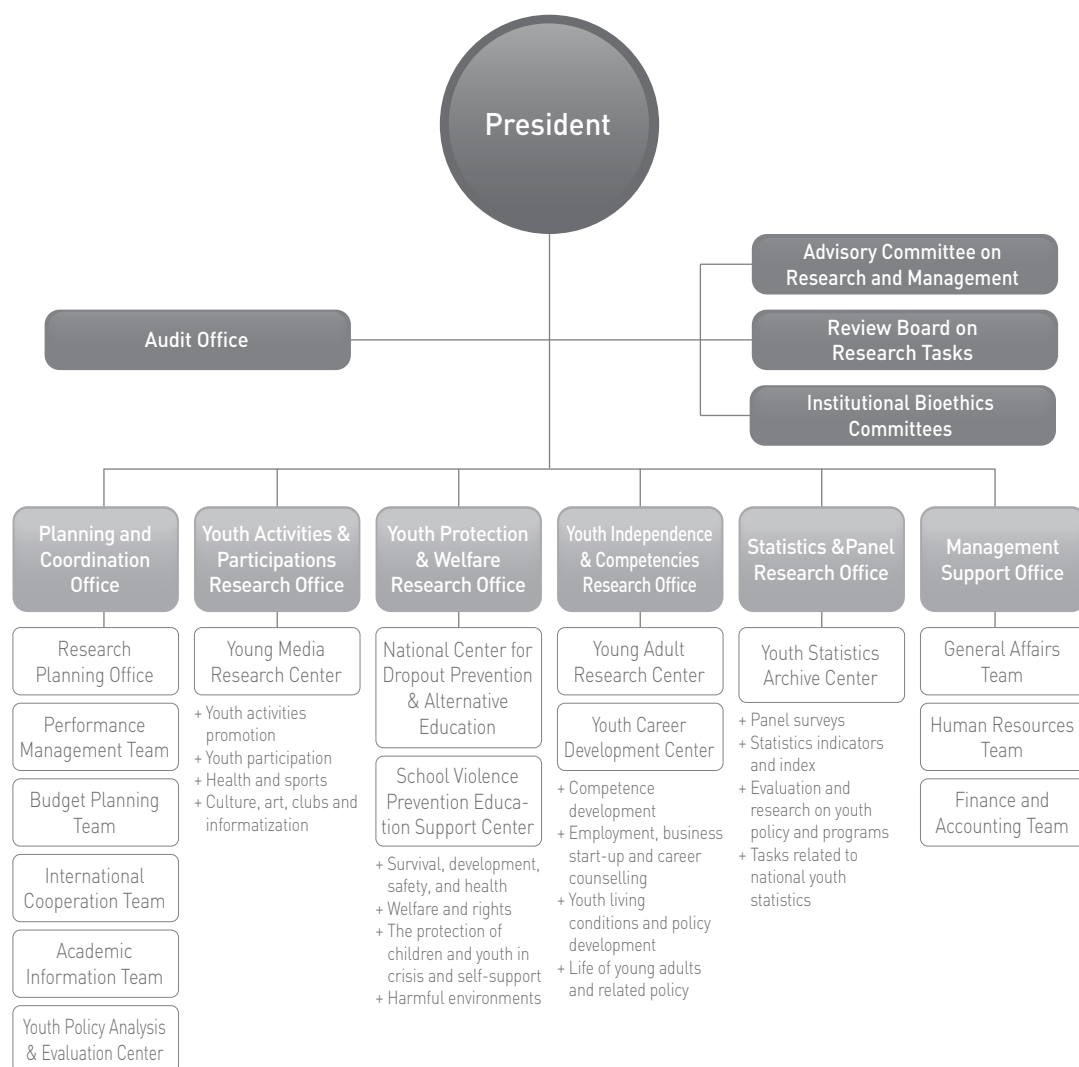 President
Advisory Committee on
Research and Management
Audit Office
Review Board on
Research Tasks
Institutional Bioethics
Committees
Planning and
Coordination
Office
Research
Planning Office
Performance
Management Team
Budget Planning
Team
International
Cooperation Team
Academic
Information Team
Youth Policy Analysis
& Evaluation Center
Youth Activities &
Participations
Research Office
Young Media
Research Center
+ Youth activities
promotion
+ Youth participation
+ Health and sports
+ Culture, art, clubs and
informatization
Youth Protection
& Welfare
Research Office
National Center for
Dropout Prevention
& Alternative
Education
School Violence
Prevention Educa-
tion Support Center
+ Survival, development,
safety, and health
+ Welfare and rights
+ The protection of
children and youth in
crisis and self-support
+ Harmful environments
Youth Independence
& Competencies
Research Office
Young Adult
Research Center
Youth Career
Development Center
+ Competence
development
+ Employment, business
start-up and career
counselling
+ Youth living
conditions and policy
development
+ Life of young adults
and related policy
Statistics &Panel
Research Office
Youth Statistics
Archive Center
+ Panel surveys
+ Statistics indicators
and index
+ Evaluation and
research on youth
policy and programs
+ Tasks related to
national youth
statistics
Management
Support Office
General Affairs
Team
Human Resources
Team
Finance and
Accounting Team